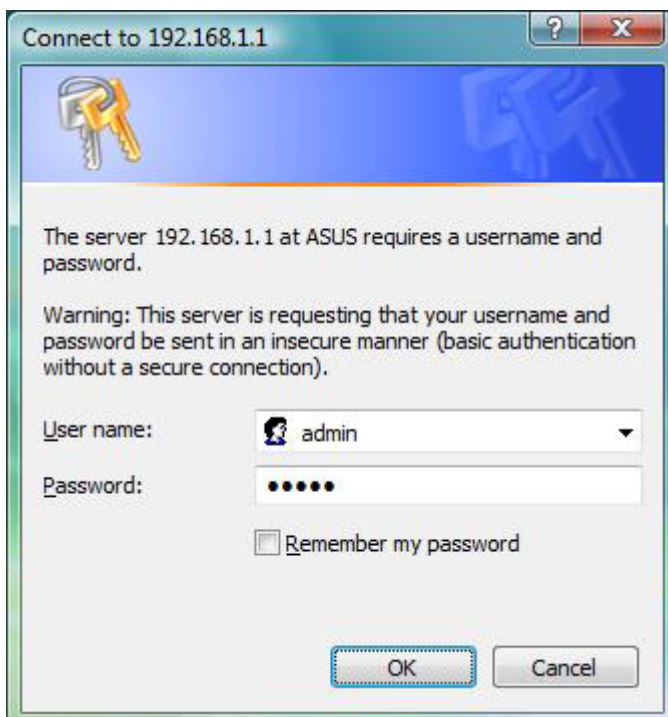 Connect to 192.168.1.1
?
X
The server 192.168.1.1 at ASUS requires a username and
password.
Warning: This server is requesting that your username and
password be sent in an insecure manner (basic authentication
without a secure connection).
User name:
admin
Password:
●●●●●
Remember my password
OK
Cancel